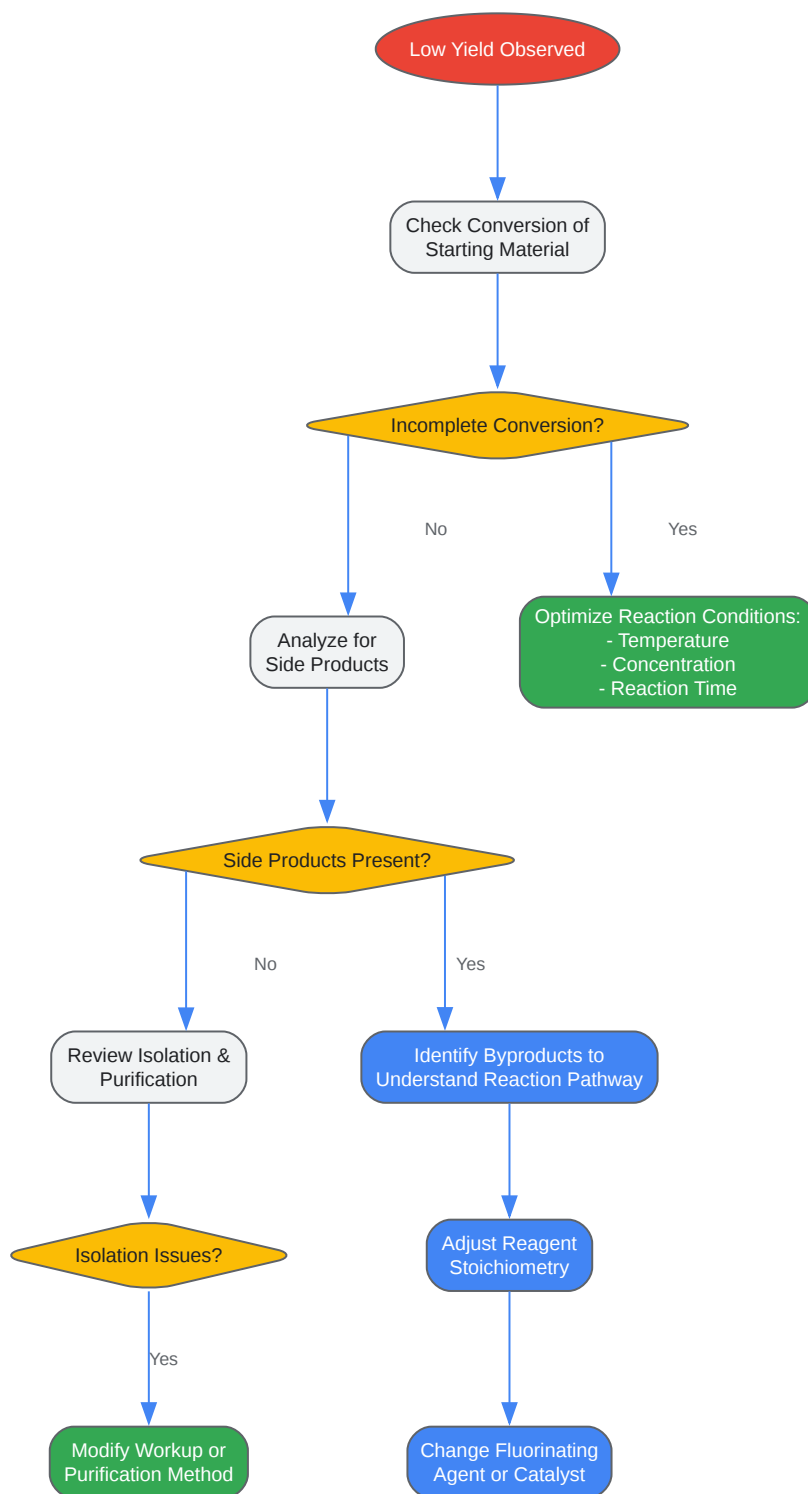 Low Yield Observed
Check Conversion of
Starting Material
Incomplete Conversion?
No
Yes
Analyze for
Side Products
Optimize Reaction Conditions:
- Temperature
- Concentration
- Reaction Time
Side Products Present?
No
Yes
Review Isolation &
Purification
Identify Byproducts to
Understand Reaction Pathway
Isolation Issues?
Adjust Reagent
Stoichiometry
Yes
Modify Workup or
Purification Method
Change Fluorinating
Agent or Catalyst